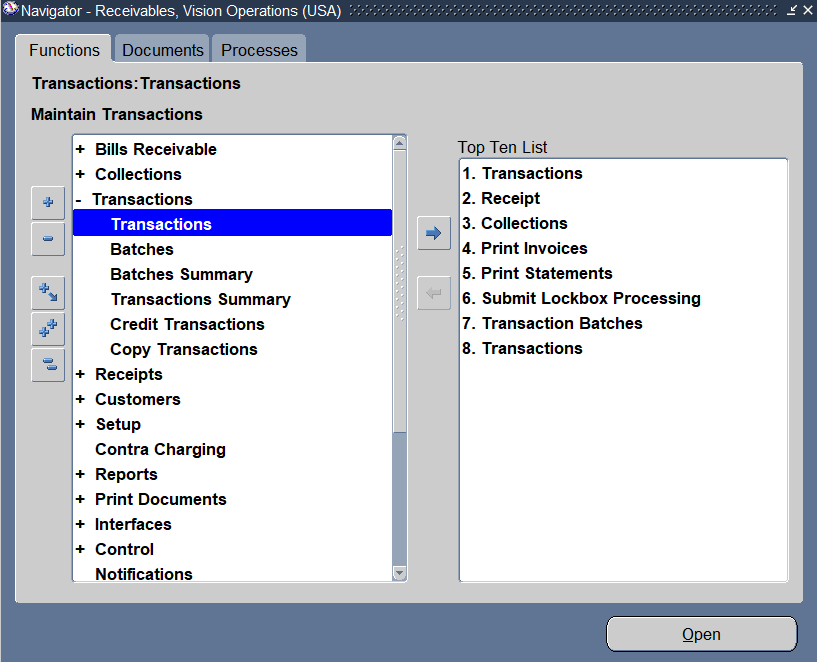 Navigator - Receivables, Vision Operations (USA)
Functions
Documents
Processes
Transactions:Transactions
Maintain Transactions
+ Bills Receivable
+ Collections
- Transactions
Transactions
Batches
Batches Summary
Transactions Summary
Credit Transactions
Copy Transactions
+ Receipts
+ Customers
+ Setup
Contra Charging
+ Reports
+ Print Documents
+ Interfaces
+ Control
Notifications
Top Ten List
1. Transactions
2. Receipt
3. Collections
4. Print Invoices
5. Print Statements
6. Submit Lockbox Processing
7. Transaction Batches
8. Transactions
Open